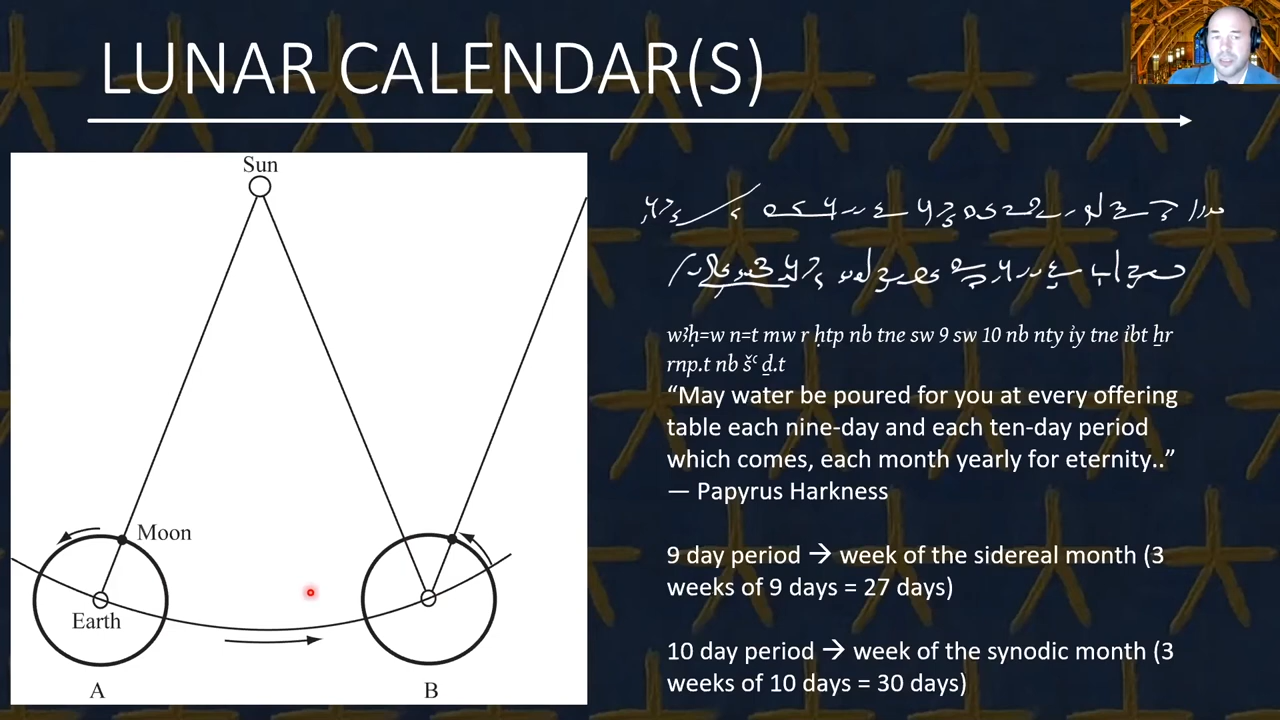 LUNAR CALENDAR(S)
Sun
Moon
Earth
A
B
wꜣḥ=w n=t mw r ḥtp nb tne sw 9 sw 10 nb nty ı͗y tne ı͗bt ẖr
rnp.t nb šꜥ ḏ.t
“May water be poured for you at every offering
table each nine-day and each ten-day period
which comes, each month yearly for eternity..”
— Papyrus Harkness
9 day period → week of the sidereal month (3
weeks of 9 days = 27 days)
10 day period → week of the synodic month (3
weeks of 10 days = 30 days)